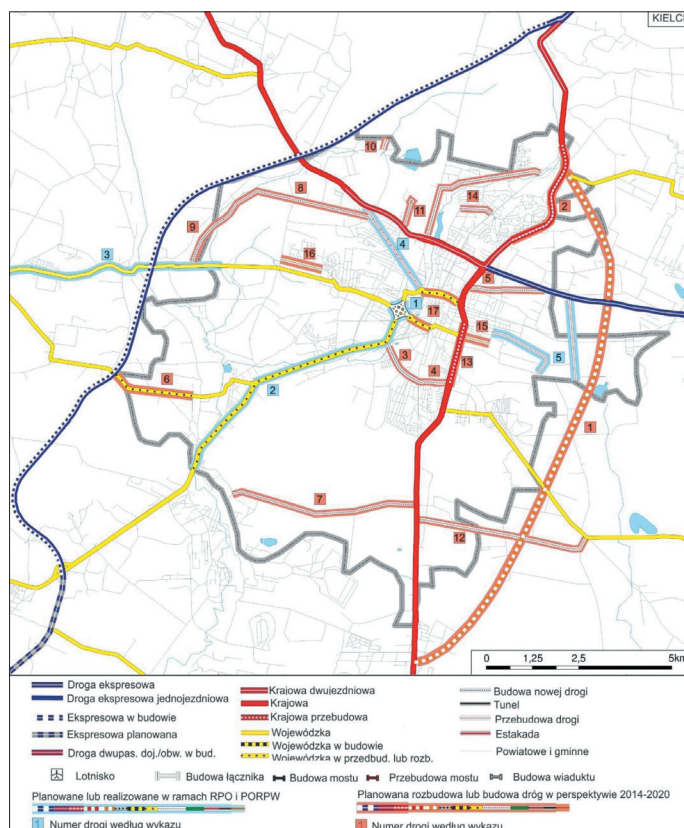 KIELCE
10
8
14
11
2
9
4
3
16
5
1
17
15
3
13
5
6
4
2
1
7
12
0 1,25 2,5 5km
Droga ekspresowa
Droga ekspresowa jednojezdniowa
Ekspresowa w budowie
Ekspresowa planowana
Droga dwupas. doj./obw. w bud.
Krajowa dwujezdniowa
Krajowa
Krajowa przebudowa
Wojewódzka
Wojewódzka w budowie
Wojewódzka w przedbud. lub rozb.
Budowa nowej drogi
Tunel
Przebudowa drogi
Estakada
Powiatowe i gminne
Lotnisko Budowa łącznika Budowa mostu Przebudowa mostu Budowa wiaduktu
Planowane lub realizowane w ramach RPO i PORPW
1 Numer drogi według wykazu
Planowana rozbudowa lub budowa dróg w perspektywie 2014-2020
1 Numer drogi według wykazu